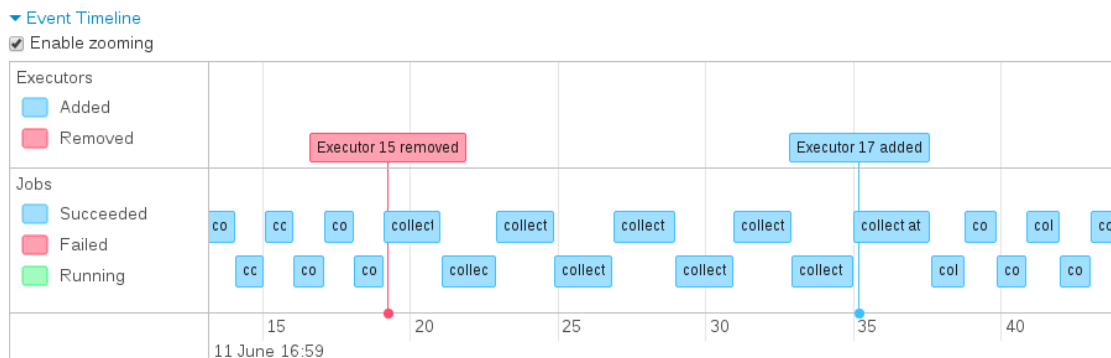 Event Timeline
Enable zooming
Executors
Added
Removed
Executor 15 removed
Executor 17 added
Jobs
Succeeded
Failed
Running
co cc co collect collect collect collect collect at co col co
cc co co collec collect collect collect col co co
15 20 25 30 35 40
11 June 16:59